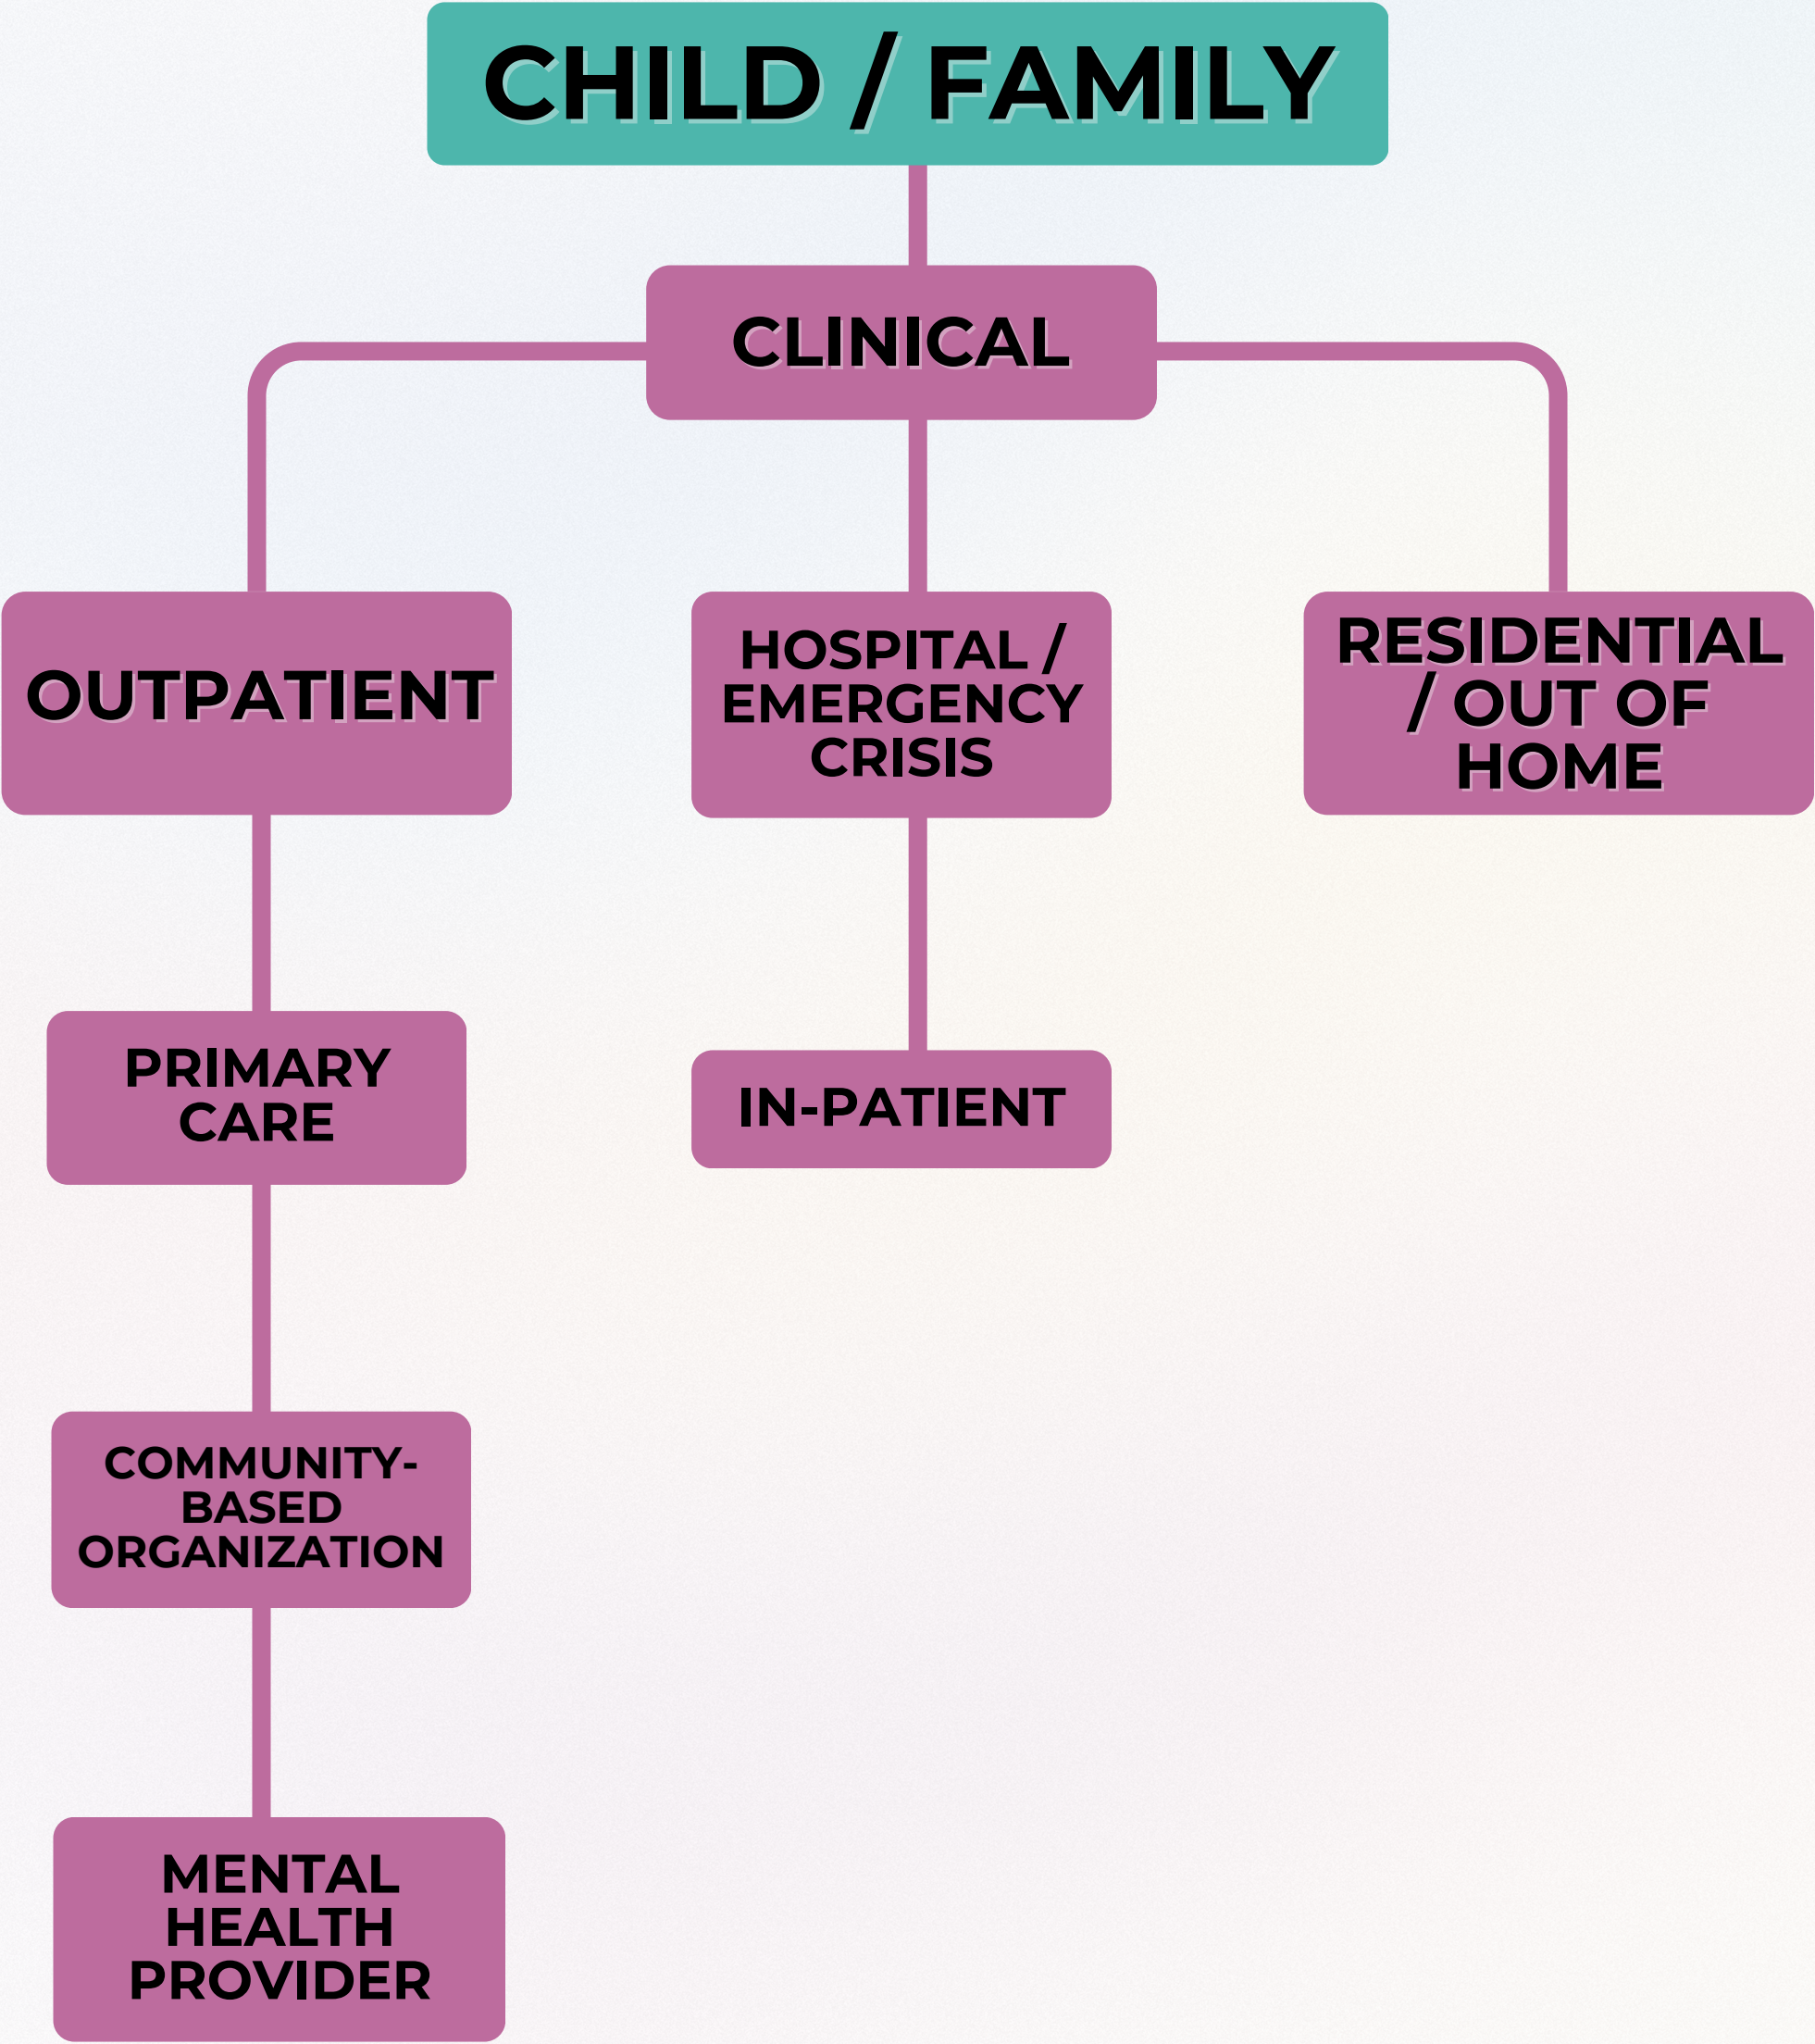 CHILD / FAMILY
CLINICAL
OUTPATIENT
HOSPITAL /
EMERGENCY
CRISIS
RESIDENTIAL
/ OUT OF
HOME
PRIMARY
CARE
IN-PATIENT
COMMUNITY-
BASED
ORGANIZATION
MENTAL
HEALTH
PROVIDER